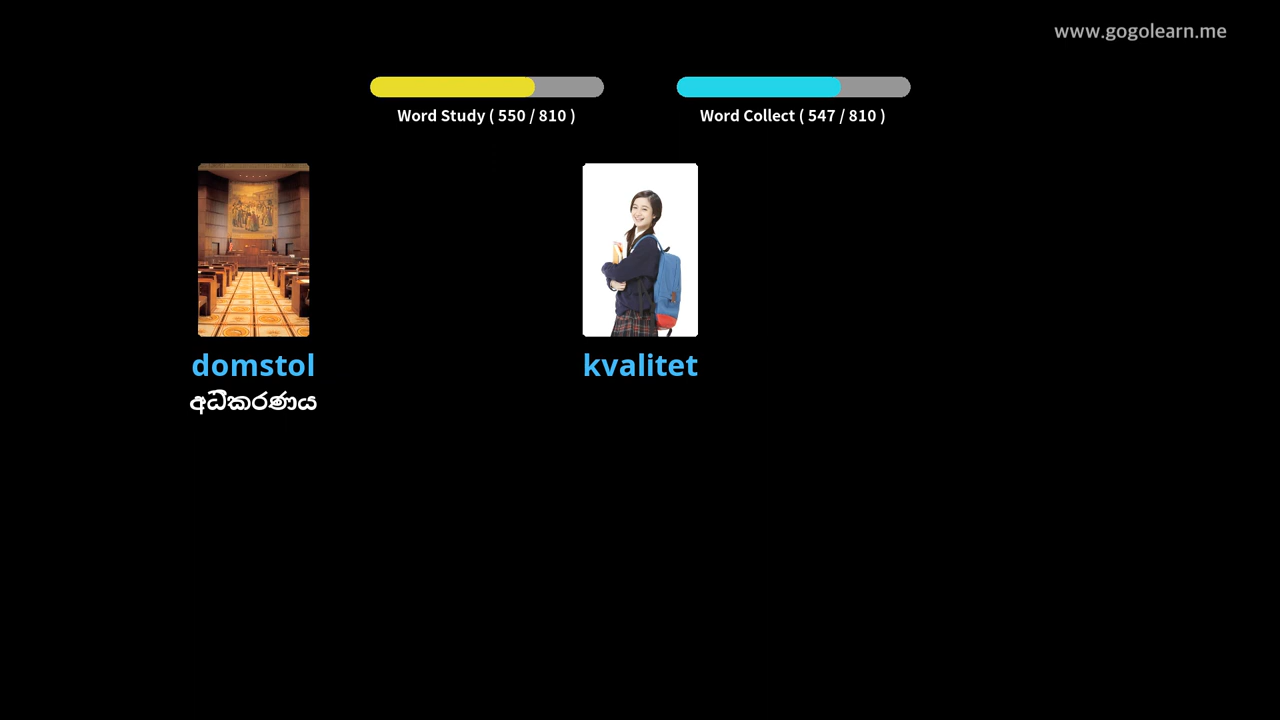 www.gogolearn.me
Word Study ( 550 / 810 )
Word Collect ( 547 / 810 )
domstol
අධිකරණය
kvalitet